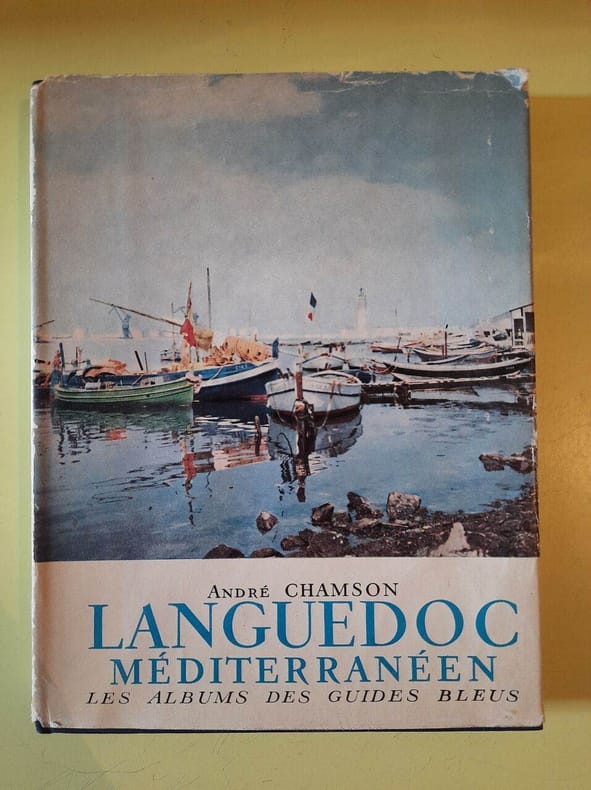 ANDRÉ CHAMSON
LANGUEDOC
MÉDITERRANÉEN
LES ALBUMS DES GUIDES BLEUS